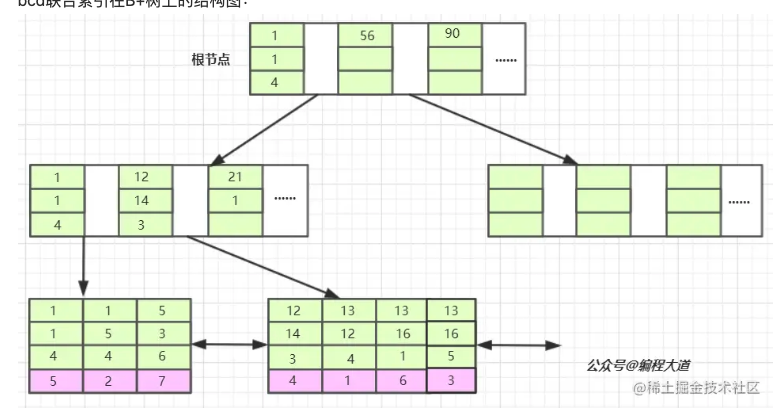 bcd联合索引在B+树上的结构图:
1 56 90
根节点
1 ......
4
1 12 21
1 14 1 ...... ......
4 3
1 1 5
1 5 3
4 4 6
5 2 7
12 13 13 13
14 12 16 16
3 4 1 5
4 1 6 3
公众号@编程大道
@稀土掘金技术社区